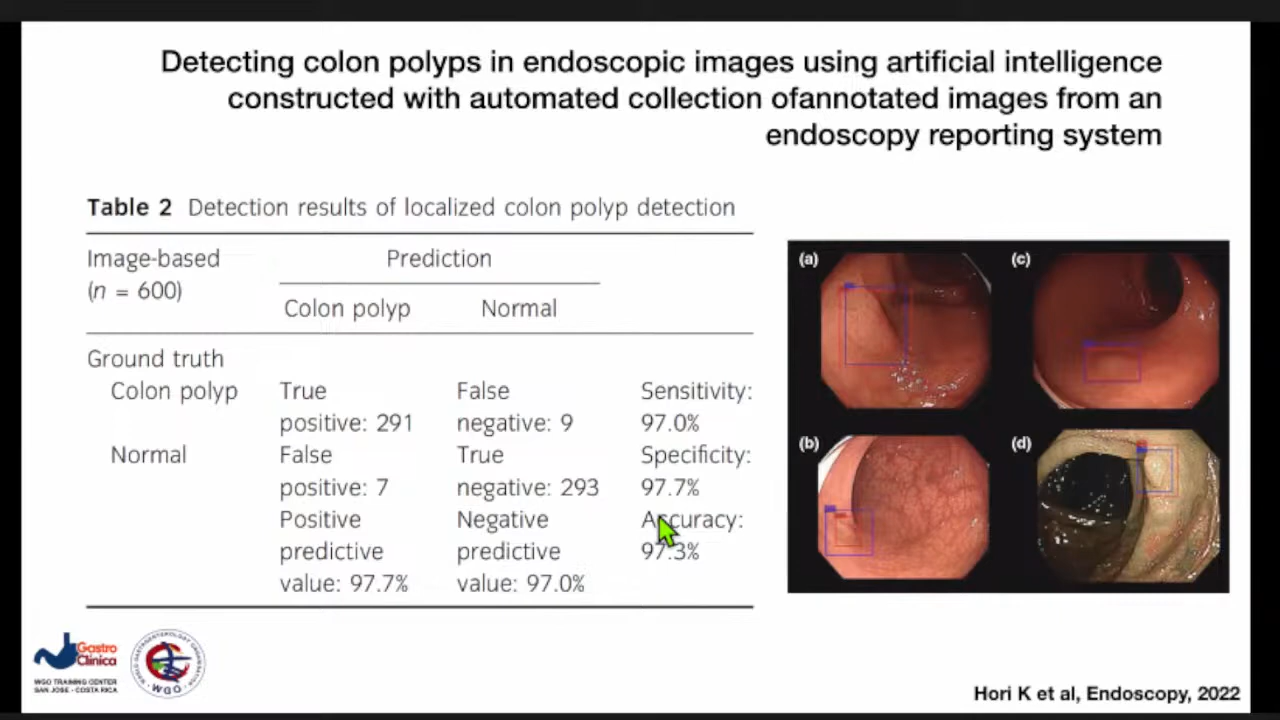 Detecting colon polyps in endoscopic images using artificial intelligence
constructed with automated collection ofannotated images from an
endoscopy reporting system
Table 2 Detection results of localized colon polyp detection
Image-based
(n = 600)
Prediction
Colon polyp Normal
Ground truth
Colon polyp True False Sensitivity:
positive: 291 negative: 9 97.0%
Normal False True Specificity:
positive: 7 negative: 293 97.7%
Positive Negative Accuracy:
predictive predictive 97.3%
value: 97.7% value: 97.0%
(a) (c)
(b) (d)
Gastro
Clínica
WGO TRAINING CENTER
SAN JOSE - COSTA RICA
WORLD GASTROENTEROLOGY ORGANISATION
WGO
Hori K et al, Endoscopy, 2022